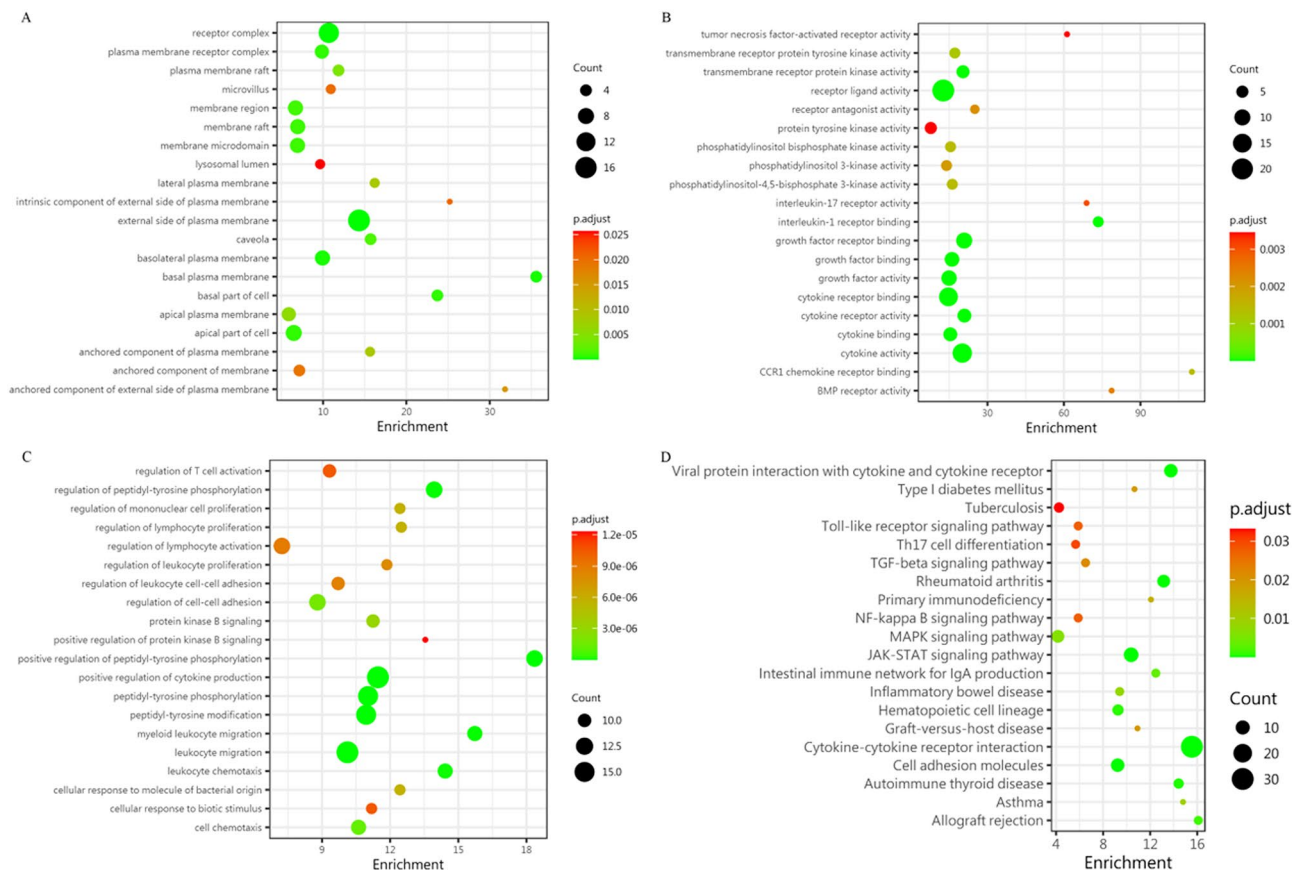 A
receptor complex
plasma membrane receptor complex
plasma membrane raft
microvillus
membrane region
membrane raft
membrane microdomain
lysosomal lumen
lateral plasma membrane
intrinsic component of external side of plasma membrane
external side of plasma membrane
caveola
basolateral plasma membrane
basal plasma membrane
basal part of cell
apical plasma membrane
apical part of cell
anchored component of plasma membrane
anchored component of membrane
anchored component of external side of plasma membrane
10 20 30
Enrichment
Count
4
8
12
16
p.adjust
0.025
0.020
0.015
0.010
0.005
B
tumor necrosis factor-activated receptor activity
transmembrane receptor protein tyrosine kinase activity
transmembrane receptor protein kinase activity
receptor ligand activity
receptor antagonist activity
protein tyrosine kinase activity
phosphatidylinositol bisphosphate kinase activity
phosphatidylinositol 3-kinase activity
phosphatidylinositol-4,5-bisphosphate 3-kinase activity
interleukin-17 receptor activity
interleukin-1 receptor binding
growth factor receptor binding
growth factor binding
growth factor activity
cytokine receptor binding
cytokine receptor activity
cytokine binding
cytokine activity
CCR1 chemokine receptor binding
BMP receptor activity
30 60 90
Enrichment
Count
5
10
15
20
p.adjust
0.003
0.002
0.001
C
regulation of T cell activation
regulation of peptidyl-tyrosine phosphorylation
regulation of mononuclear cell proliferation
regulation of lymphocyte proliferation
regulation of lymphocyte activation
regulation of leukocyte proliferation
regulation of leukocyte cell-cell adhesion
regulation of cell-cell adhesion
protein kinase B signaling
positive regulation of protein kinase B signaling
positive regulation of peptidyl-tyrosine phosphorylation
positive regulation of cytokine production
peptidyl-tyrosine phosphorylation
peptidyl-tyrosine modification
myeloid leukocyte migration
leukocyte migration
leukocyte chemotaxis
cellular response to molecule of bacterial origin
cellular response to biotic stimulus
cell chemotaxis
9 12 15 18
Enrichment
p.adjust
1.2e-05
9.0e-06
6.0e-06
3.0e-06
Count
10.0
12.5
15.0
D
Viral protein interaction with cytokine and cytokine receptor
Type I diabetes mellitus
Tuberculosis
Toll-like receptor signaling pathway
Th17 cell differentiation
TGF-beta signaling pathway
Rheumatoid arthritis
Primary immunodeficiency
NF-kappa B signaling pathway
MAPK signaling pathway
JAK-STAT signaling pathway
Intestinal immune network for IgA production
Inflammatory bowel disease
Hematopoietic cell lineage
Graft-versus-host disease
Cytokine-cytokine receptor interaction
Cell adhesion molecules
Autoimmune thyroid disease
Asthma
Allograft rejection
4 8 12 16
Enrichment
p.adjust
0.03
0.02
0.01
Count
10
20
30